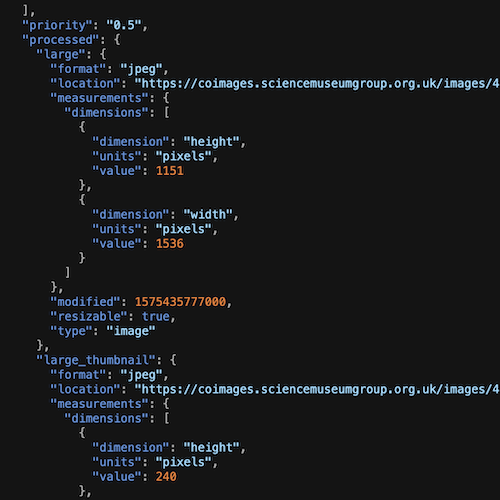 ],
"priority": "0.5",
"processed": {
"large": {
"format": "jpeg",
"location": "https://coimages.sciencemuseumgroup.org.uk/images/4
"measurements": {
"dimensions": [
{
"dimension": "height",
"units": "pixels",
"value": 1151
},
{
"dimension": "width",
"units": "pixels",
"value": 1536
}
]
},
"modified": 1575435777000,
"resizable": true,
"type": "image"
},
"large_thumbnail": {
"format": "jpeg",
"location": "https://coimages.sciencemuseumgroup.org.uk/images/4
"measurements": {
"dimensions": [
{
"dimension": "height",
"units": "pixels",
"value": 240
},